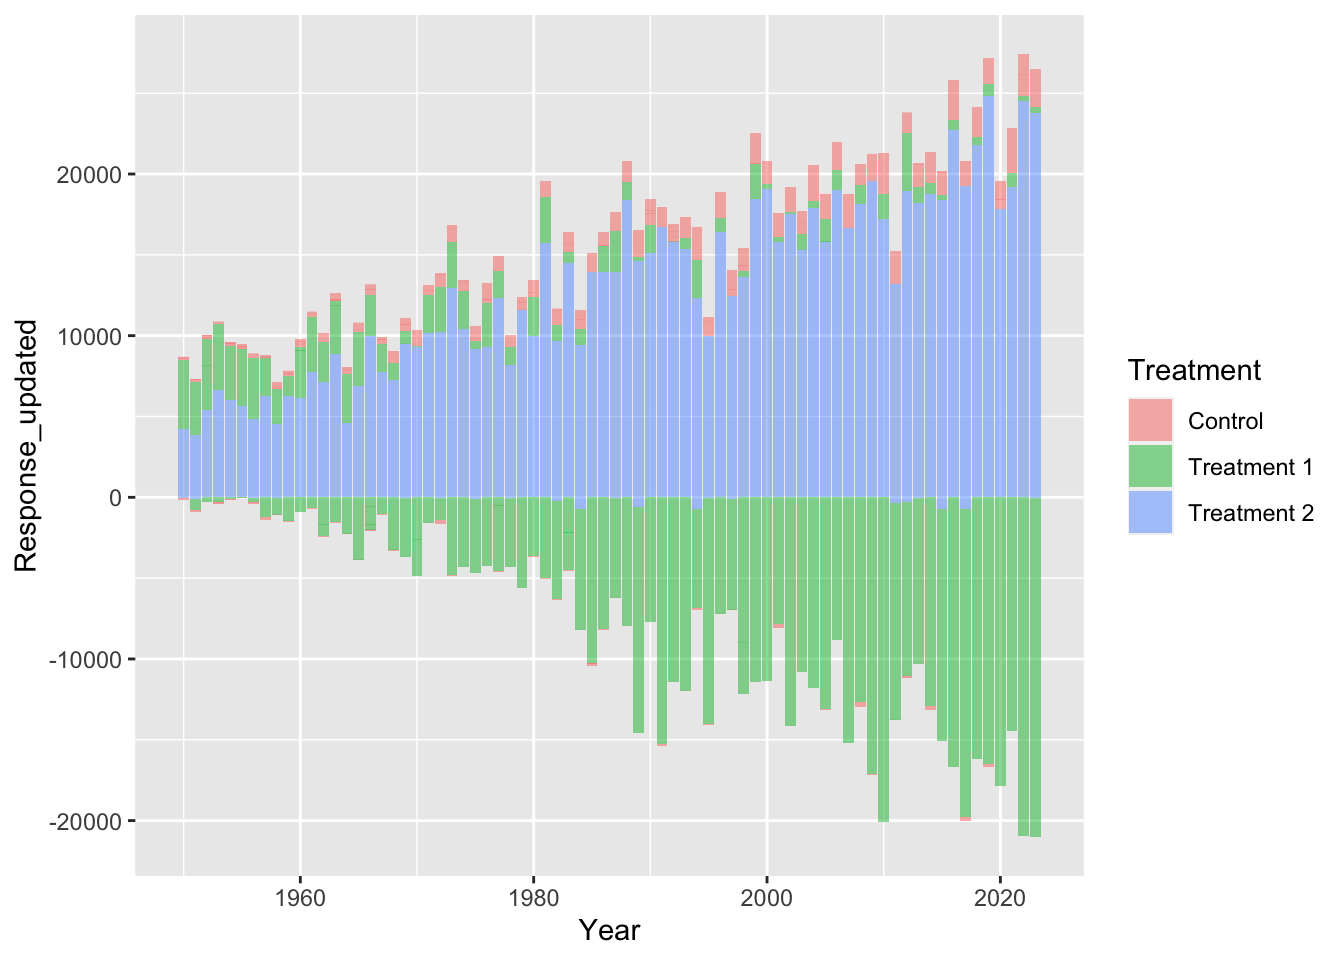 20000
10000
0
-10000
-20000
Response_updated
1960
1980
2000
2020
Year
Treatment
Control
Treatment 1
Treatment 2